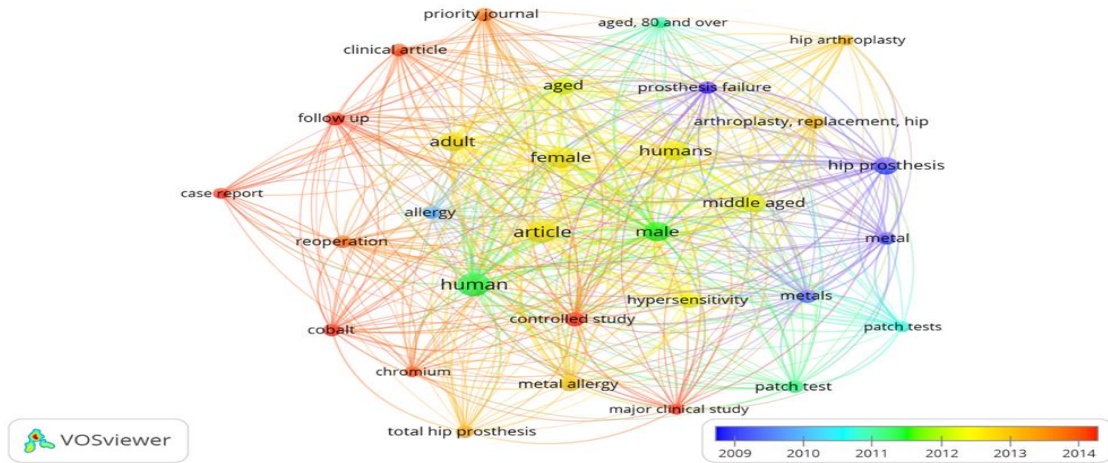 priority journal
aged, 80 and over
hip arthroplasty
clinical article
aged
prosthesis failure
follow up
arthroplasty, replacement, hip
adult
female
humans
hip prosthesis
case report
allergy
middle aged
reoperation
article
male
metal
human
hypersensitivity
metals
controlled study
patch tests
cobalt
chromium
metal allergy
patch test
major clinical study
total hip prosthesis
VOSviewer
2009 2010 2011 2012 2013 2014